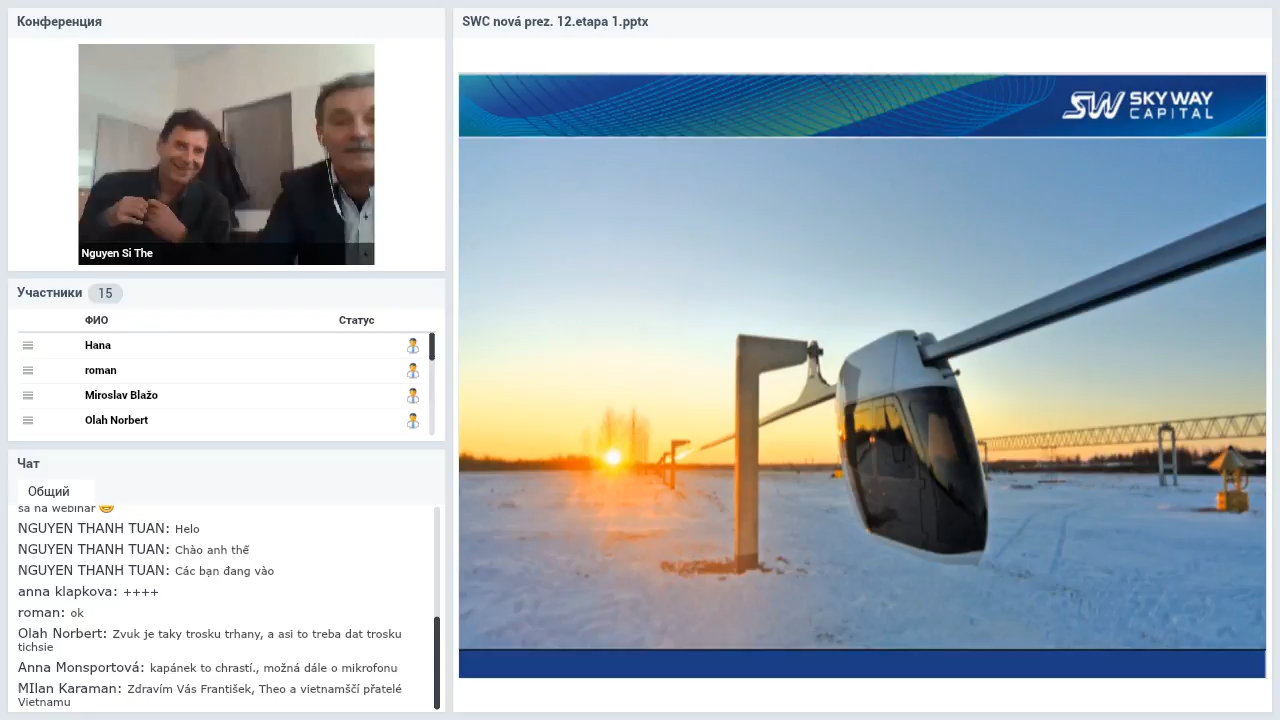 Конференция
Nguyen Si The
Участники 15
ФИО Статус
Hana
roman
Miroslav Blažo
Olah Norbert
Чат
Общий
sa na webinar
NGUYEN THANH TUAN: Helo
NGUYEN THANH TUAN: Chào anh thế
NGUYEN THANH TUAN: Các bạn đang vào
anna klapkova: ++++
roman: ok
Olah Norbert: Zvuk je taky trosku trhany, a asi to treba dat trosku
tichsie
Anna Monsportová: kapánek to chrastí., možná dále o mikrofonu
MIlan Karaman: Zdravím Vás František, Theo a vietnamščí přatelé
Vietnamu
SWC nová prez. 12.etapa 1.pptx
SW SKY WAY
CAPITAL